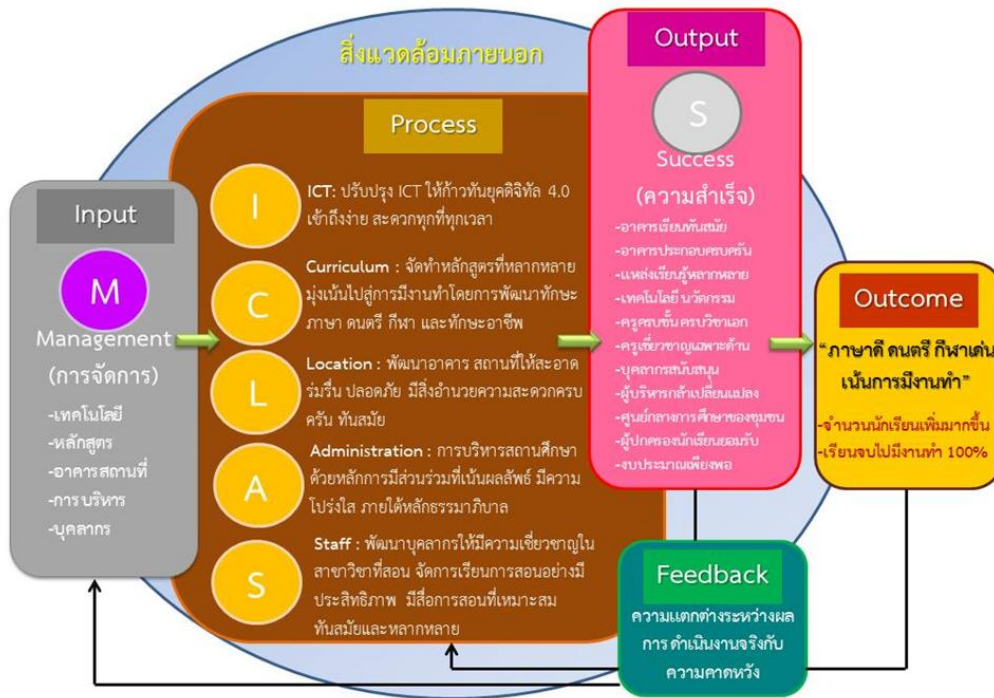 สิ่งแวดล้อมภายนอก
Input
M
Management
(การจัดการ)
-เทคโนโลยี
-หลักสูตร
-อาคารสถานที่
-การบริหาร
-บุคลากร
Process
I
ICT: ปรับปรุง ICT ให้ก้าวทันยุคดิจิทัล 4.0
เข้าถึงง่าย สะดวกทุกที่ทุกเวลา
C
Curriculum : จัดทำหลักสูตรที่หลากหลาย
มุ่งเน้นไปสู่การมีงานทำโดยการพัฒนาทักษะ
ภาษา ดนตรี กีฬา และทักษะอาชีพ
L
Location : พัฒนาอาคาร สถานที่ให้สะอาด
ร่มรื่น ปลอดภัย มีสิ่งอำนวยความสะดวกครบ
ครัน ทันสมัย
A
Administration : การบริหารสถานศึกษา
ด้วยหลักการมีส่วนร่วมที่เน้นผลลัพธ์ มีความ
โปร่งใส ภายใต้หลักธรรมาภิบาล
S
Staff : พัฒนาบุคลากรให้มีความเชี่ยวชาญใน
สาขาวิชาที่สอน จัดการเรียนการสอนอย่างมี
ประสิทธิภาพ มีสื่อการสอนที่เหมาะสม
ทันสมัยและหลากหลาย
Output
S
Success
(ความสำเร็จ)
-อาคารเรียนทันสมัย
-อาคารประกอบครบครัน
-แหล่งเรียนรู้หลากหลาย
-เทคโนโลยี นวัตกรรม
-ครูครบชั้น ครบวิชาเอก
-ครูเชี่ยวชาญเฉพาะด้าน
-บุคลากรสนับสนุน
-ผู้บริหารกล้าเปลี่ยนแปลง
-ศูนย์กลางการศึกษาของชุมชน
-ผู้ปกครองนักเรียนยอมรับ
-งบประมาณเพียงพอ
Outcome
“ภาษาดี ดนตรี กีฬาเด่น
เน้นการมีงานทำ”
-จำนวนนักเรียนเพิ่มมากขึ้น
-เรียนจบไปมีงานทำ 100%
Feedback
ความแตกต่างระหว่างผล
การ ดำเนินงานจริงกับ
ความคาดหวัง